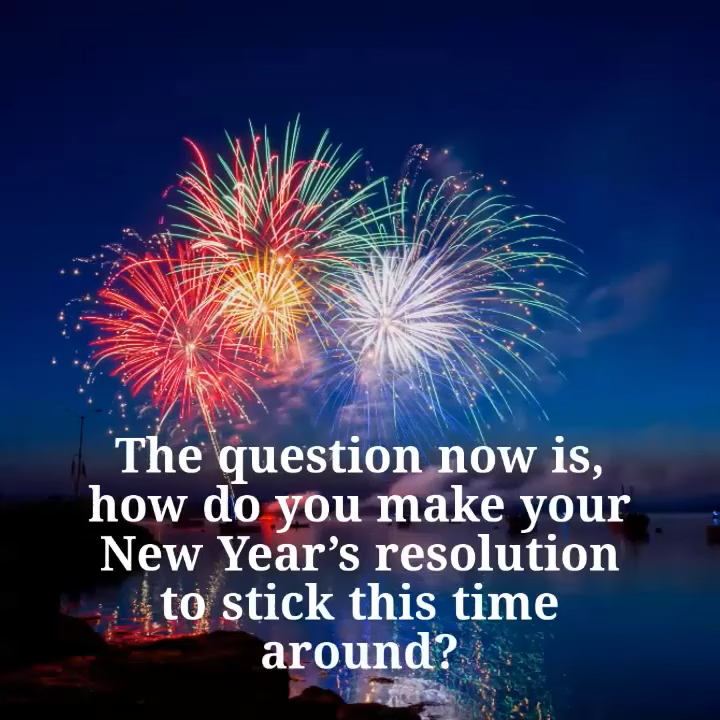 The question now is,
how do you make your
New Year’s resolution
to stick this time
around?